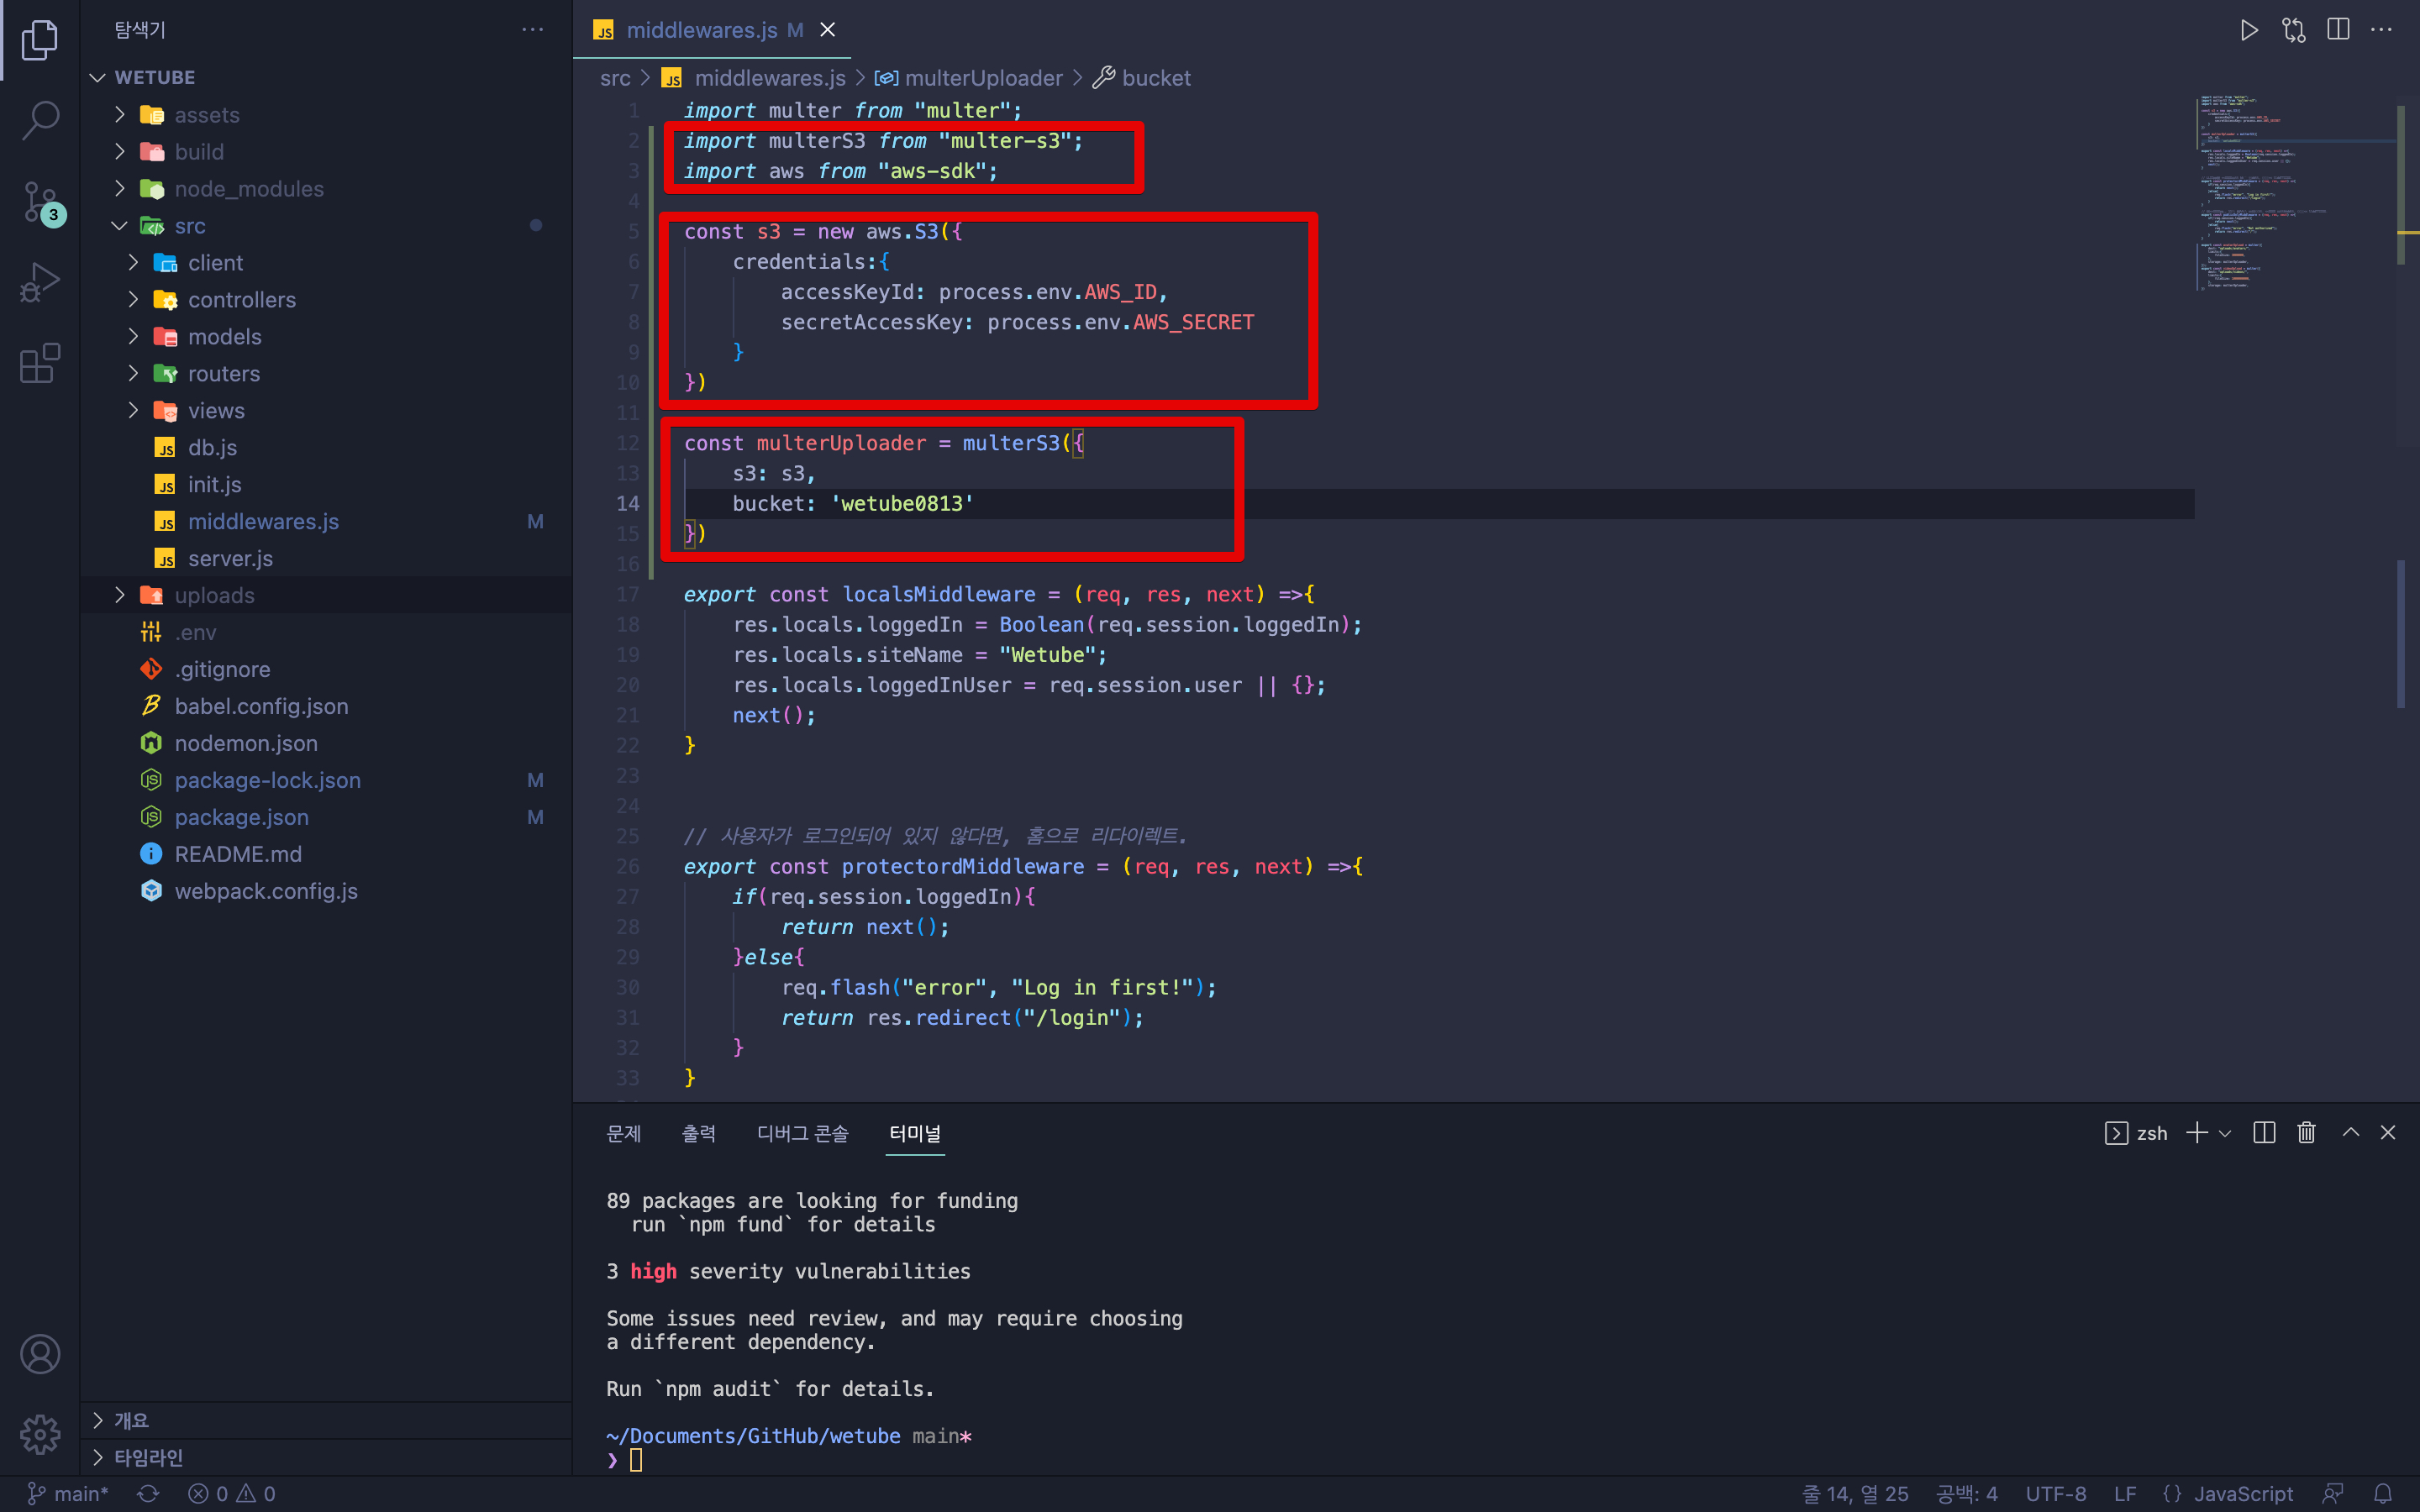 탐색기
WETUBE
assets
build
node_modules
src
client
controllers
models
routers
views
db.js
init.js
middlewares.js M
server.js
uploads
.env
.gitignore
babel.config.json
nodemon.json
package-lock.json M
package.json M
README.md
webpack.config.js
개요
타임라인
3
JS middlewares.js M
src > JS middlewares.js > multerUploader > bucket
1 import multer from "multer";
2 import multerS3 from "multer-s3";
3 import aws from "aws-sdk";
4
5 const s3 = new aws.S3({
6 credentials:{
7 accessKeyId: process.env.AWS_ID,
8 secretAccessKey: process.env.AWS_SECRET
9 }
10 })
11
12 const multerUploader = multerS3({
13 s3: s3,
14 bucket: 'wetube0813'
15 })
16
17 export const localsMiddleware = (req, res, next) =>{
18 res.locals.loggedIn = Boolean(req.session.loggedIn);
19 res.locals.siteName = "Wetube";
20 res.locals.loggedInUser = req.session.user || {};
21 next();
22 }
23
24
25 // 사용자가 로그인되어 있지 않다면, 홈으로 리다이렉트.
26 export const protectordMiddleware = (req, res, next) =>{
27 if(req.session.loggedIn){
28 return next();
29 }else{
30 req.flash("error", "Log in first!");
31 return res.redirect("/login");
32 }
33 }
문제 출력 디버그 콘솔 터미널
zsh
89 packages are looking for funding
run `npm fund` for details
3 high severity vulnerabilities
Some issues need review, and may require choosing
a different dependency.
Run `npm audit` for details.
~/Documents/GitHub/wetube main*
❯
main* 0 0
줄 14, 열 25 공백: 4 UTF-8 LF {} JavaScript